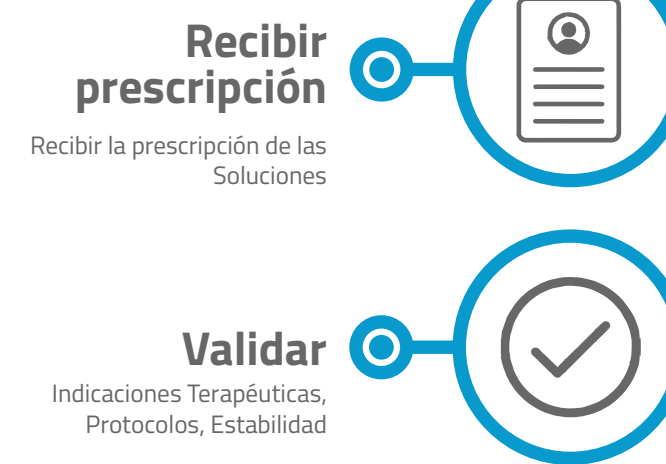 Recibir
prescripción
Recibir la prescripción de las
Soluciones
Validar
Indicaciones Terapéuticas,
Protocolos, Estabilidad